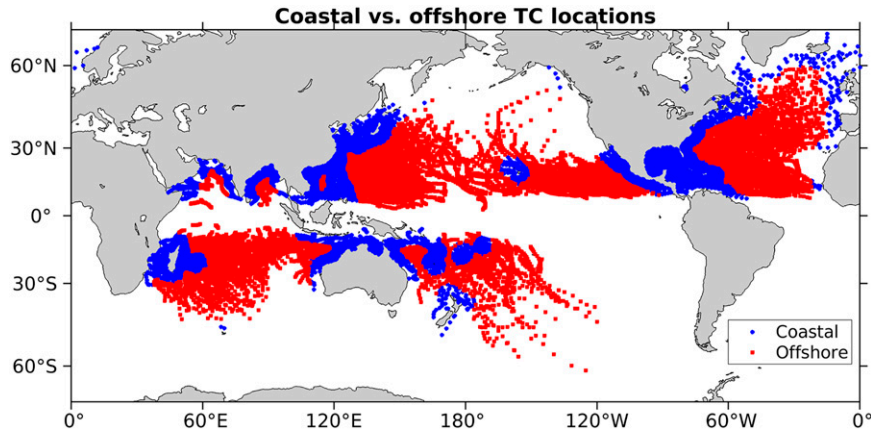 Coastal vs. offshore TC locations
60°N
30°N
0°
30°S
60°S
Coastal
Offshore
0°
60°E
120°E
180°
120°W
60°W
0°